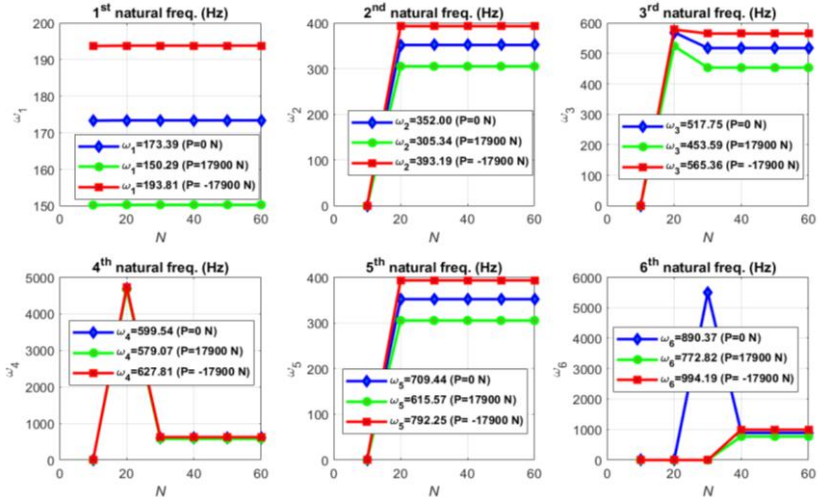 1st natural freq. (Hz)
200
190
180
170
160
150
ω1
ω1=173.39 (P=0 N)
ω1=150.29 (P=17900 N)
ω1=193.81 (P= -17900 N)
0 20 40 60
N
2nd natural freq. (Hz)
400
300
200
100
0
ω2
ω2=352.00 (P=0 N)
ω2=305.34 (P=17900 N)
ω2=393.19 (P= -17900 N)
0 20 40 60
N
3rd natural freq. (Hz)
600
500
400
300
200
100
0
ω3
ω3=517.75 (P=0 N)
ω3=453.59 (P=17900 N)
ω3=565.36 (P= -17900 N)
0 20 40 60
N
4th natural freq. (Hz)
5000
4000
3000
2000
1000
0
ω4
ω4=599.54 (P=0 N)
ω4=579.07 (P=17900 N)
ω4=627.81 (P= -17900 N)
0 20 40 60
N
5th natural freq. (Hz)
400
300
200
100
0
ω5
ω5=709.44 (P=0 N)
ω5=615.57 (P=17900 N)
ω5=792.25 (P= -17900 N)
0 20 40 60
N
6th natural freq. (Hz)
6000
5000
4000
3000
2000
1000
0
ω6
ω6=890.37 (P=0 N)
ω6=772.82 (P=17900 N)
ω6=994.19 (P= -17900 N)
0 20 40 60
N